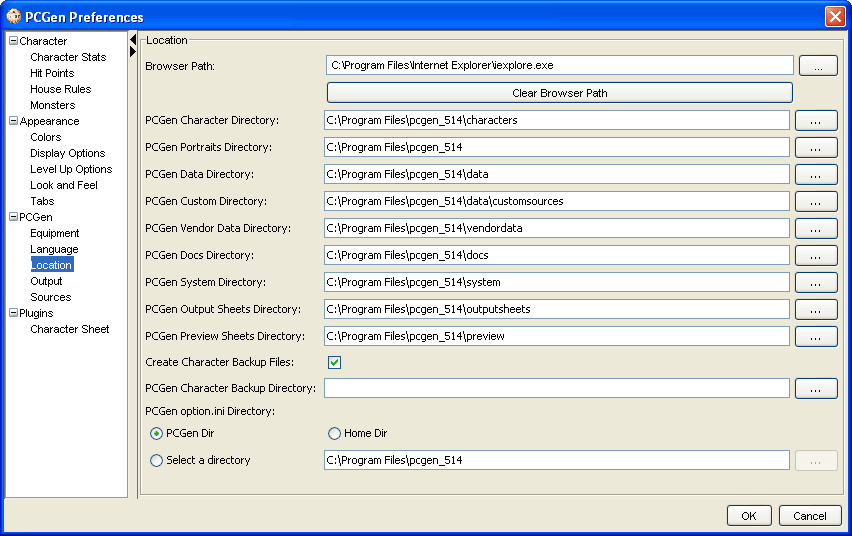 PCGen Preferences
Character
Character Stats
Hit Points
House Rules
Monsters
Appearance
Colors
Display Options
Level Up Options
Look and Feel
Tabs
PCGen
Equipment
Language
Location
Output
Sources
Plugins
Character Sheet
Location
Browser Path: C:\Program Files\Internet Explorer\iexplore.exe ...
Clear Browser Path
PCGen Character Directory: C:\Program Files\pcgen_514\characters ...
PCGen Portraits Directory: C:\Program Files\pcgen_514 ...
PCGen Data Directory: C:\Program Files\pcgen_514\data ...
PCGen Custom Directory: C:\Program Files\pcgen_514\data\customsources ...
PCGen Vendor Data Directory: C:\Program Files\pcgen_514\vendordata ...
PCGen Docs Directory: C:\Program Files\pcgen_514\docs ...
PCGen System Directory: C:\Program Files\pcgen_514\system ...
PCGen Output Sheets Directory: C:\Program Files\pcgen_514\outputsheets ...
PCGen Preview Sheets Directory: C:\Program Files\pcgen_514\preview ...
Create Character Backup Files:
PCGen Character Backup Directory: ...
PCGen option.ini Directory:
PCGen Dir Home Dir
Select a directory C:\Program Files\pcgen_514 ...
OK Cancel